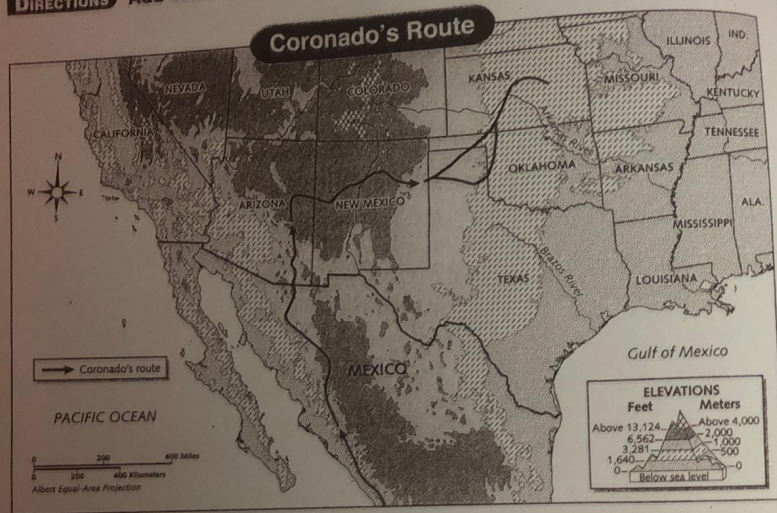 DIRECTIONS
Coronado's Route
NEVADA
UTAH
COLORADO
KANSAS
MISSOURI
ILLINOIS
IND.
KENTUCKY
CALIFORNIA
TENNESSEE
N
W
E
S
ARIZONA
NEW MEXICO
OKLAHOMA
Arkansas River
ARKANSAS
ALA.
MISSISSIPPI
TEXAS
Brazos River
LOUISIANA
MEXICO
Gulf of Mexico
Coronado's route
PACIFIC OCEAN
0 200 400 Miles
0 200 400 Kilometers
Albers Equal-Area Projection
ELEVATIONS
Feet Meters
Above 13,124 Above 4,000
6,562 2,000
3,281 1,000
1,640 500
0 0
Below sea level